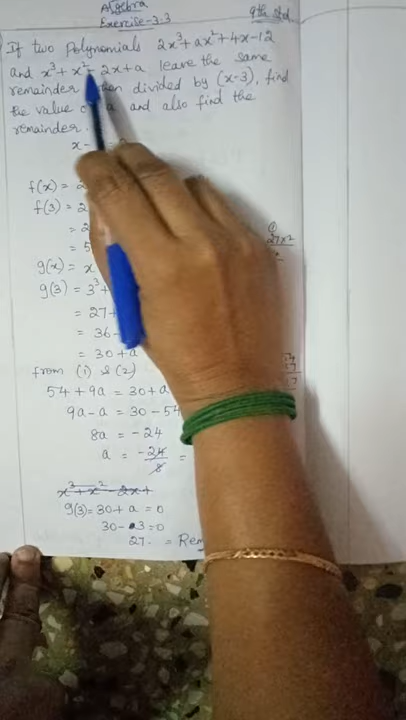 Algebra
Exercise-3.3
9th std
If two Polynomials 2x³+ax²+4x-12
and x³+x²-2x+a leave the same
remainder when divided by (x-3), find
the value of a and also find the
remainder.
x-
f(x) = 2
f(3) = 2
= 2
= 5
g(x) = x
g(3) = 3³+
= 27+
= 36-
= 30+a
from (1) & (2)
54+9a = 30+a
9a-a = 30-54
8a = -24
a = -24/8 =
x³+x²-2x+
g(3)=30+a =0
30-3=0
27. = Rem